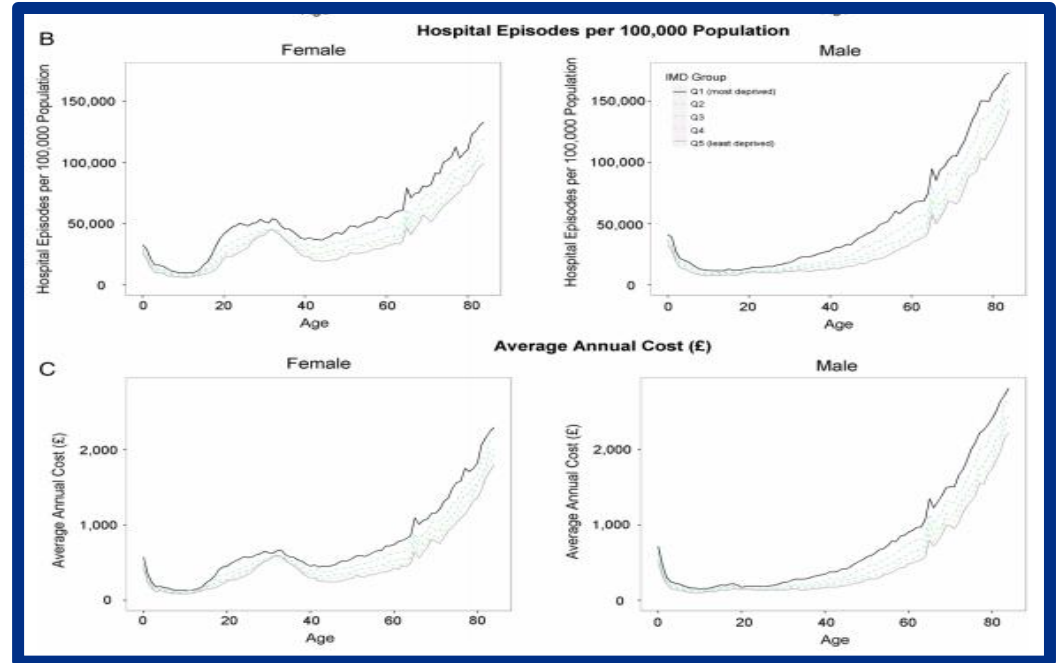 Age Age
B
Hospital Episodes per 100,000 Population
Female Male
Hospital Episodes per 100,000 Population
150,000
100,000
50,000
0
0 20 40 60 80
Age
Hospital Episodes per 100,000 Population
150,000
100,000
50,000
0
IMD Group
Q1 (most deprived)
Q2
Q3
Q4
Q5 (least deprived)
0 20 40 60 80
Age
Average Annual Cost (£)
C
Female Male
Average Annual Cost (£)
2,000
1,000
0
0 20 40 60 80
Age
Average Annual Cost (£)
2,000
1,000
0
0 20 40 60 80
Age